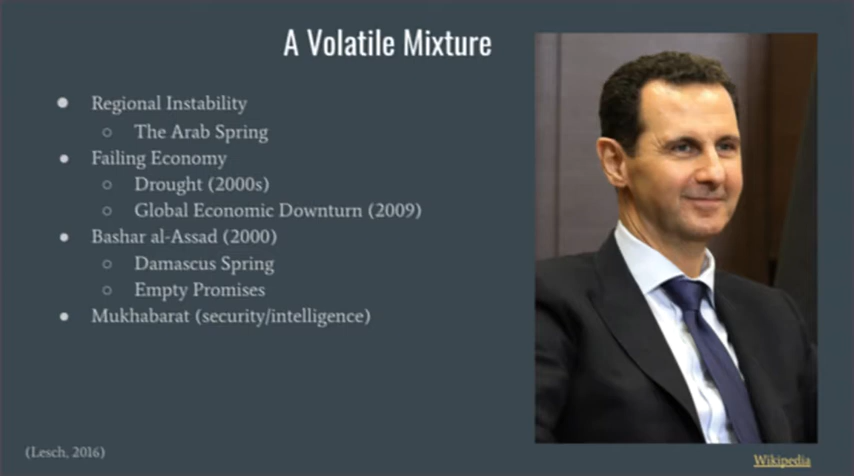 A Volatile Mixture
● Regional Instability
○ The Arab Spring
● Failing Economy
○ Drought (2000s)
○ Global Economic Downturn (2009)
● Bashar al-Assad (2000)
○ Damascus Spring
○ Empty Promises
● Mukhabarat (security/intelligence)
(Lesch, 2016)
Wikipedia